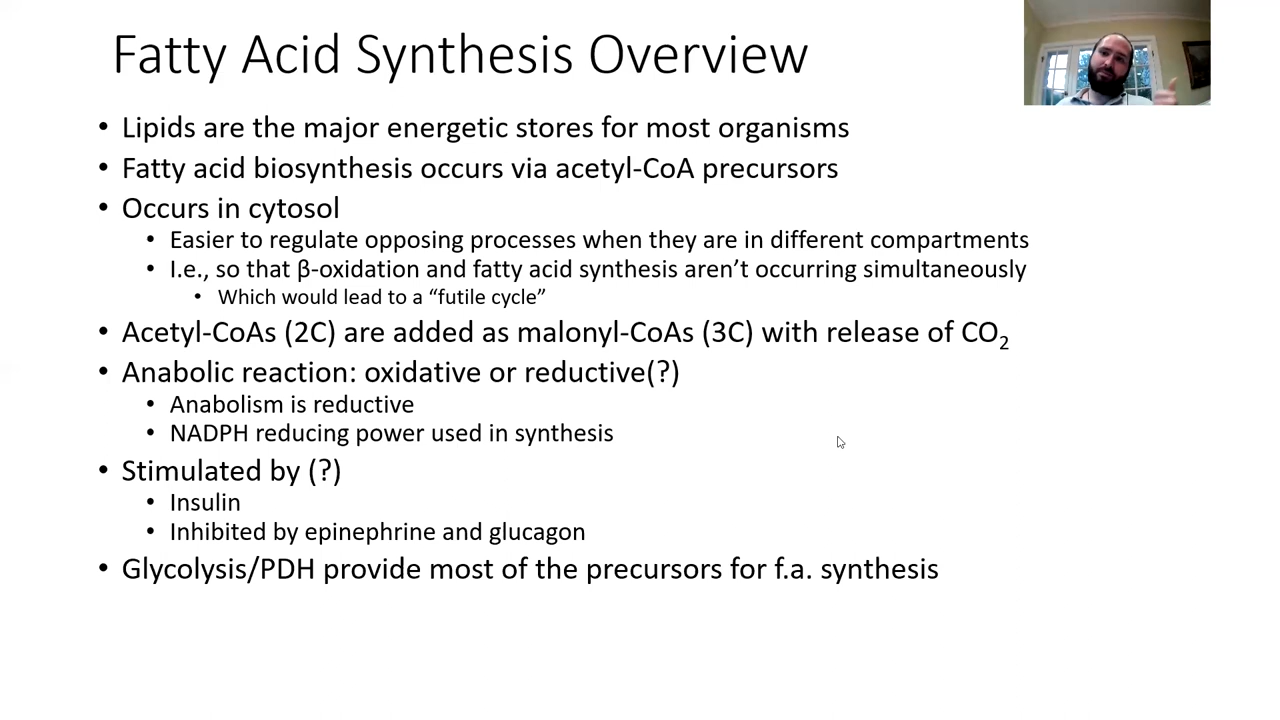 Fatty Acid Synthesis Overview
• Lipids are the major energetic stores for most organisms
• Fatty acid biosynthesis occurs via acetyl-CoA precursors
• Occurs in cytosol
• Easier to regulate opposing processes when they are in different compartments
• I.e., so that β-oxidation and fatty acid synthesis aren’t occurring simultaneously
• Which would lead to a “futile cycle”
• Acetyl-CoAs (2C) are added as malonyl-CoAs (3C) with release of CO₂
• Anabolic reaction: oxidative or reductive(?)
• Anabolism is reductive
• NADPH reducing power used in synthesis
• Stimulated by (?)
• Insulin
• Inhibited by epinephrine and glucagon
• Glycolysis/PDH provide most of the precursors for f.a. synthesis